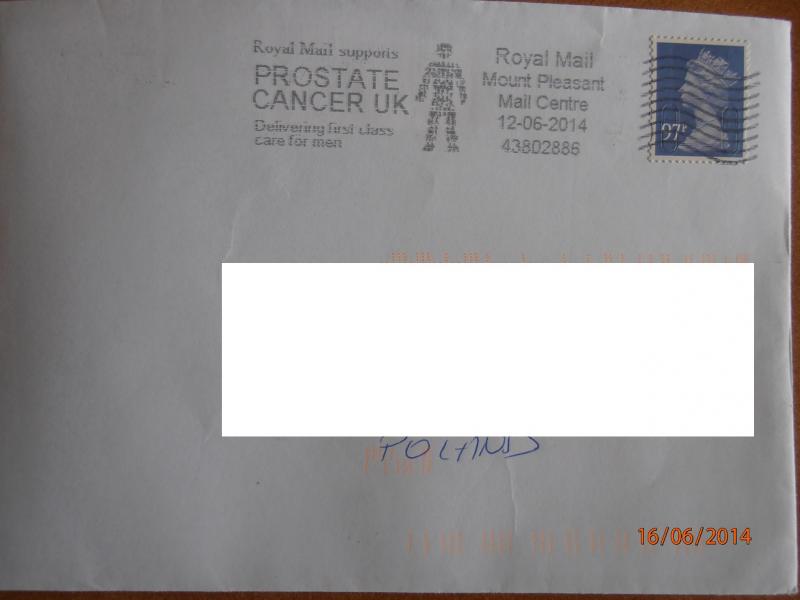 Royal Mail supports
PROSTATE
CANCER UK
Delivering first class
care for men
Royal Mail
Mount Pleasant
Mail Centre
12-06-2014
43802886
97P
POLAND
16/06/2014